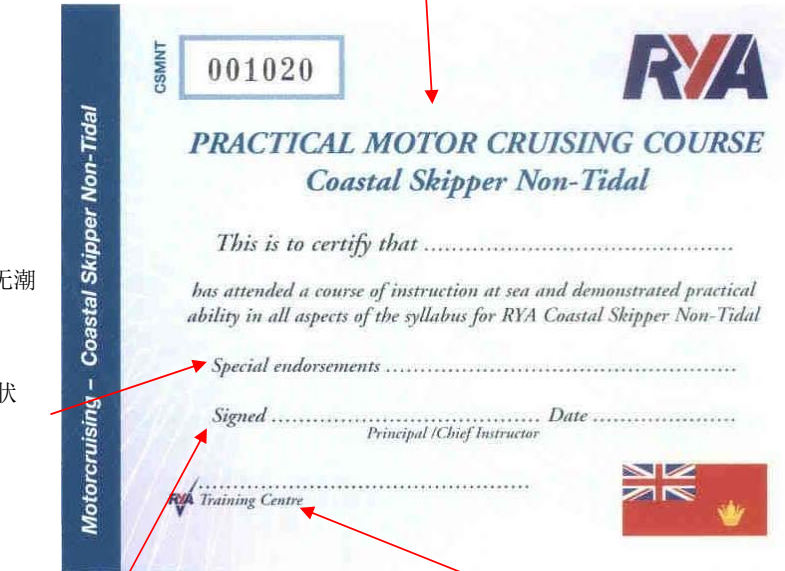 CSMNT
001020
RYA
PRACTICAL MOTOR CRUISING COURSE
Coastal Skipper Non-Tidal
This is to certify that ............................................
has attended a course of instruction at sea and demonstrated practical
ability in all aspects of the syllabus for RYA Coastal Skipper Non-Tidal
Special endorsements ......................................................
Signed ......................................... Date ......................
Principal /Chief Instructor
RYA Training Centre
Motorcruising – Coastal Skipper Non-Tidal
无潮
状